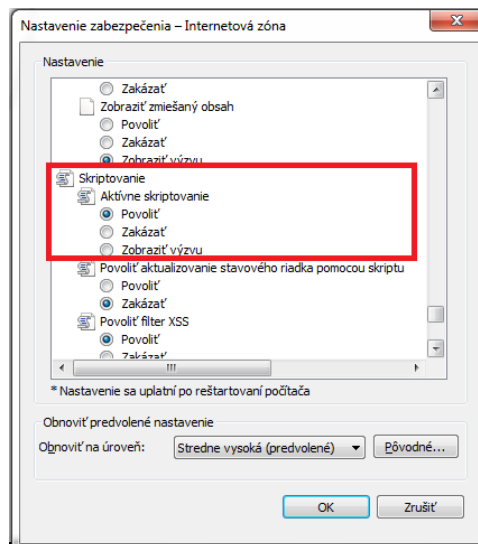 Nastavenie zabezpečenia – Internetová zóna
Nastavenie
Zakázať
Zobraziť zmiešaný obsah
Povoliť
Zakázať
Zobraziť výzvu
Skriptovanie
Aktívne skriptovanie
Povoliť
Zakázať
Zobraziť výzvu
Povoliť aktualizovanie stavového riadka pomocou skriptu
Povoliť
Zakázať
Povoliť filter XSS
Povoliť
Zakázať
* Nastavenie sa uplatní po reštartovaní počítača
Obnoviť predvolené nastavenie
Obnoviť na úroveň: Stredne vysoká (predvolené) Pôvodné...
OK Zrušiť